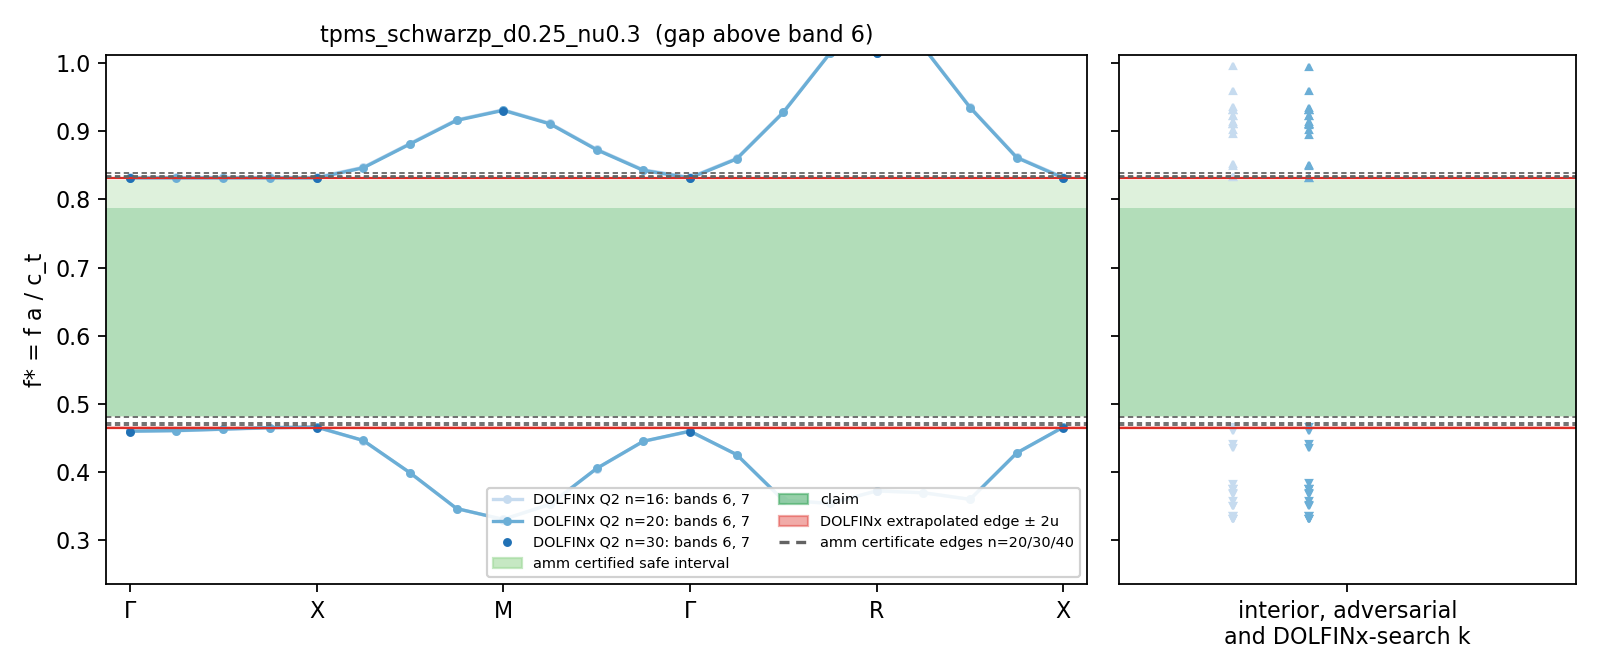 tpms_schwarzp_d0.25_nu0.3  (gap above band 6)
f* = f a / c_t
1.0
0.9
0.8
0.7
0.6
0.5
0.4
0.3
DOLFINx Q2 n=16: bands 6, 7
DOLFINx Q2 n=20: bands 6, 7
DOLFINx Q2 n=30: bands 6, 7
amm certified safe interval
claim
DOLFINx extrapolated edge ± 2u
amm certificate edges n=20/30/40
Γ X M Γ R X
interior, adversarial
and DOLFINx-search k